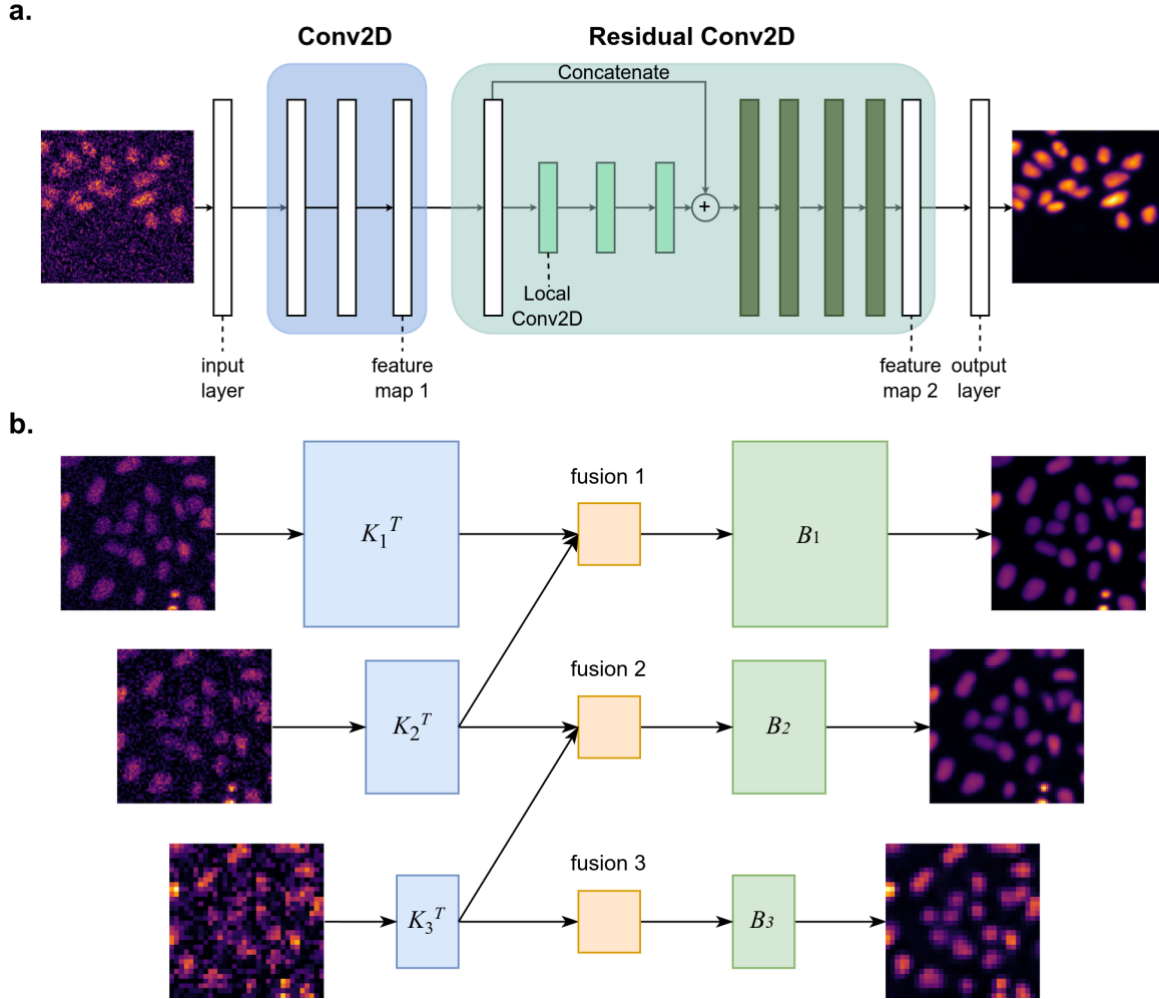 a.
Conv2D
Residual Conv2D
Concatenate
+
Local
Conv2D
input
layer
feature
map 1
feature
map 2
output
layer
b.
fusion 1
K₁ᵀ
B₁
fusion 2
K₂ᵀ
B₂
fusion 3
K₃ᵀ
B₃